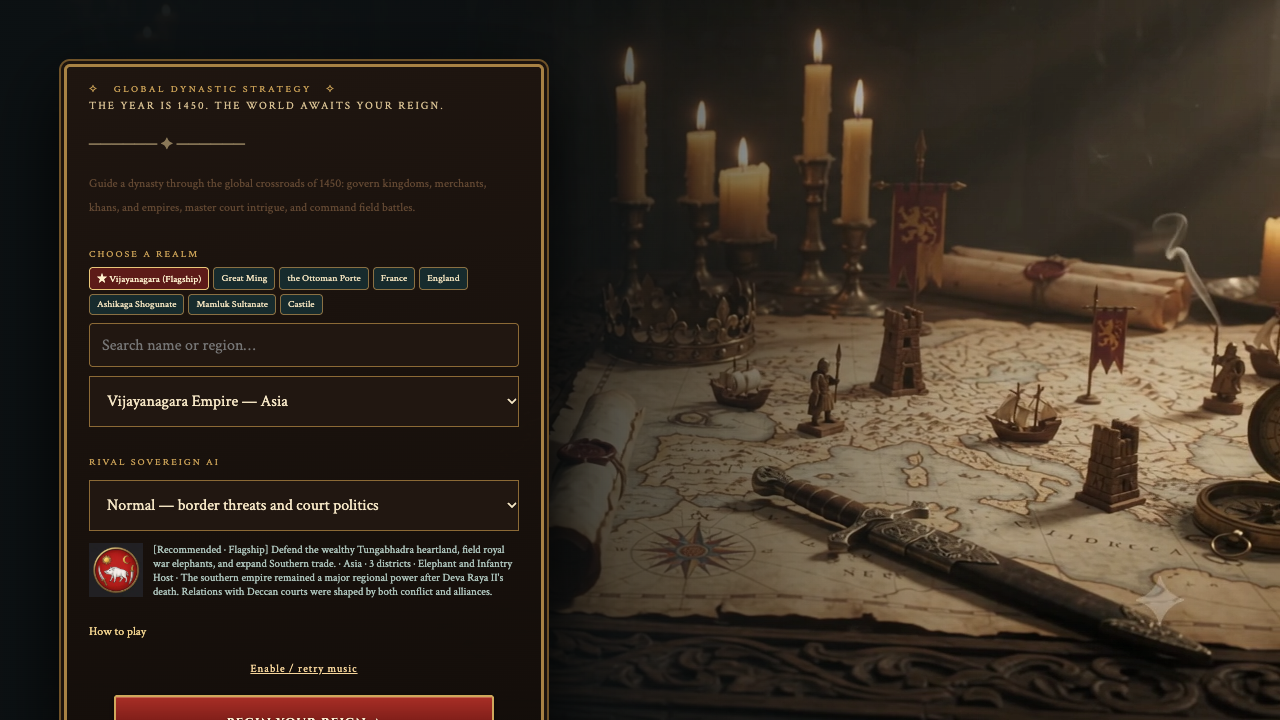 ✧ GLOBAL DYNASTIC STRATEGY ✧
THE YEAR IS 1450. THE WORLD AWAITS YOUR REIGN.
Guide a dynasty through the global crossroads of 1450: govern kingdoms, merchants,
khans, and empires, master court intrigue, and command field battles.
CHOOSE A REALM
★ Vijayanagara (Flagship) Great Ming the Ottoman Porte France England
Ashikaga Shogunate Mamluk Sultanate Castile
Search name or region…
Vijayanagara Empire — Asia
RIVAL SOVEREIGN AI
Normal — border threats and court politics
[Recommended · Flagship] Defend the wealthy Tungabhadra heartland, field royal
war elephants, and expand Southern trade. · Asia · 3 districts · Elephant and Infantry
Host · The southern empire remained a major regional power after Deva Raya II's
death. Relations with Deccan courts were shaped by both conflict and alliances.
How to play
Enable / retry music
BEGIN YOUR REIGN